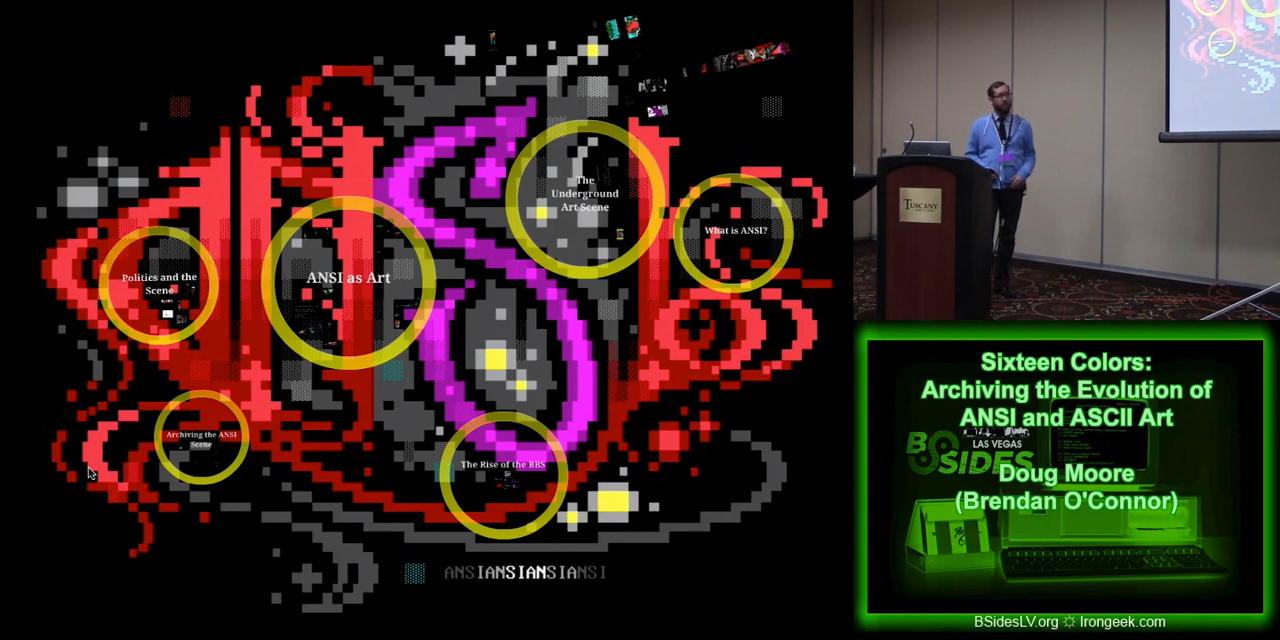 The
Underground
Art Scene
What is ANSI?
Politics and the
Scene
ANSI as Art
Archiving the ANSI
Scene
The Rise of the BBS
ANSIANSIANSIANSI
TUSCANY
Sixteen Colors:
Archiving the Evolution of
ANSI and ASCII Art
BSIDES
LAS VEGAS
Doug Moore
(Brendan O'Connor)
BSidesLV.org ☼ Irongeek.com